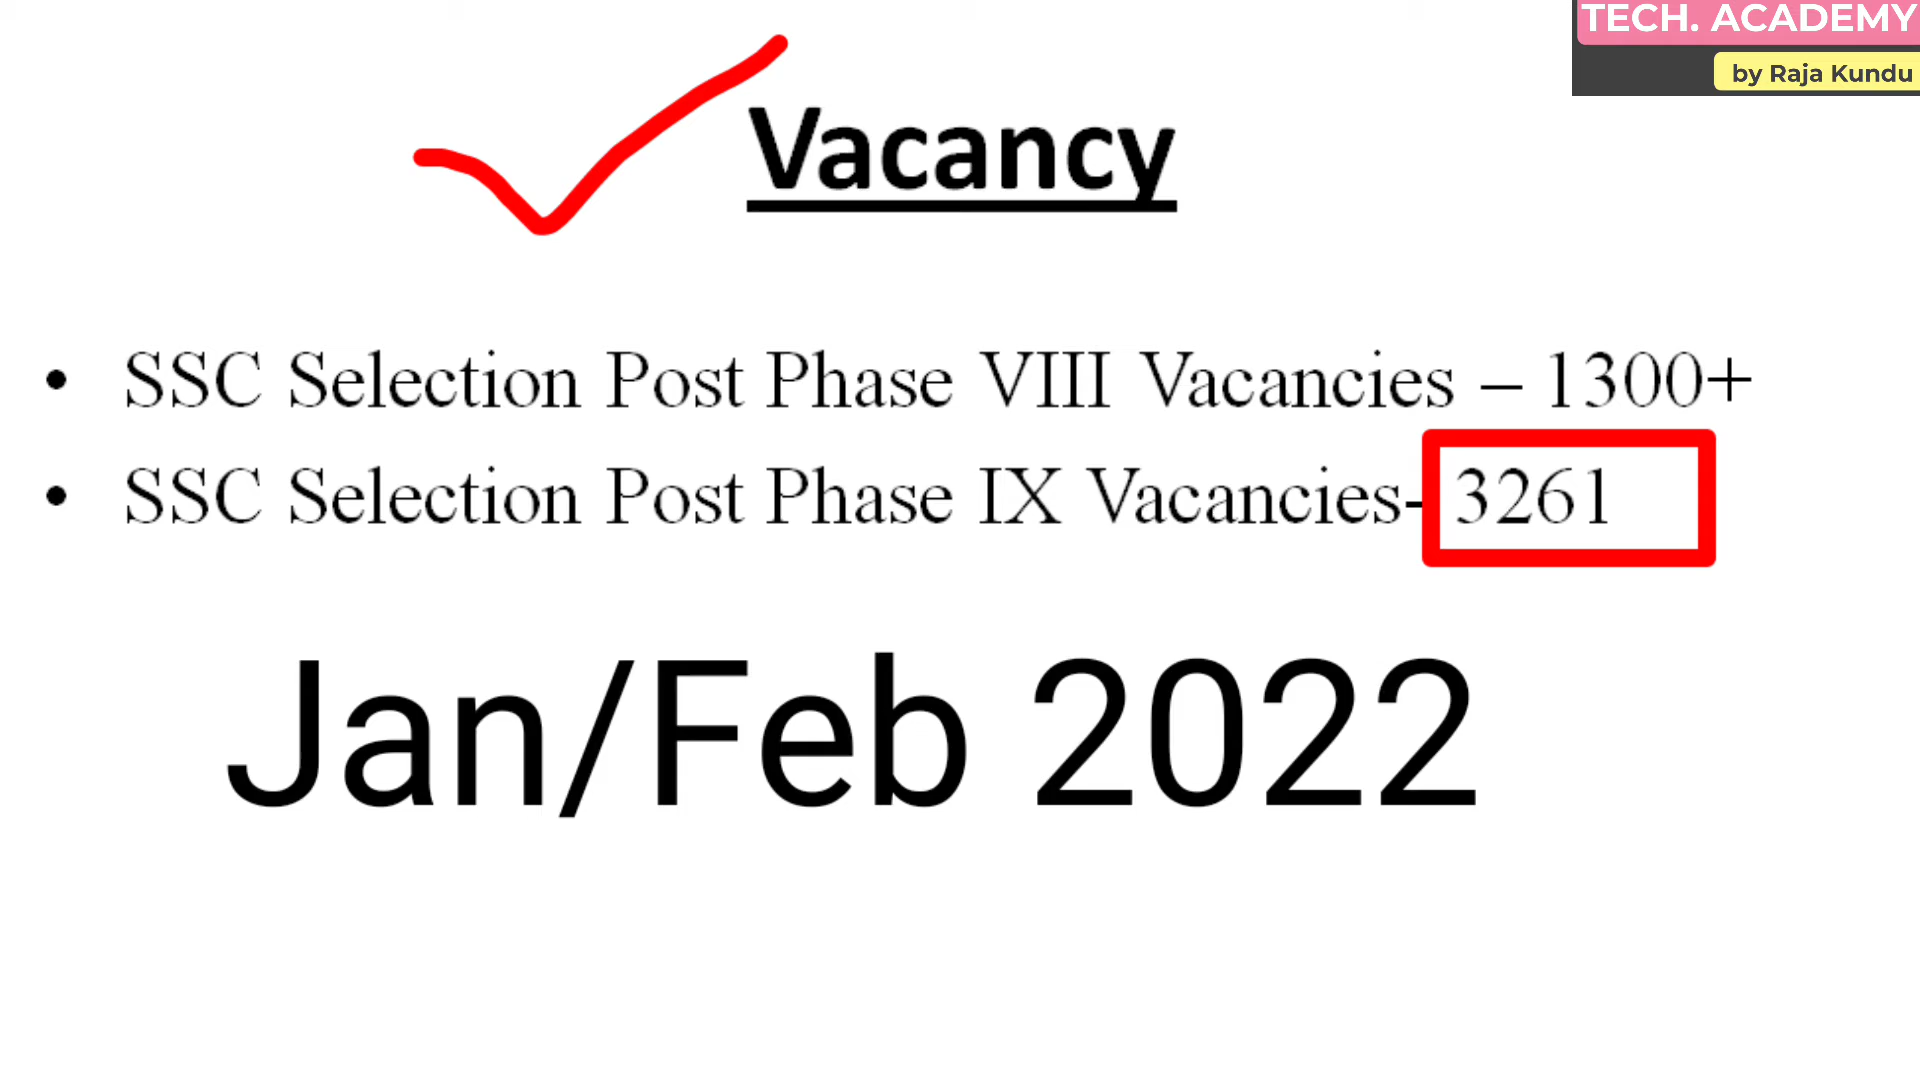 TECH. ACADEMY
by Raja Kundu
Vacancy
• SSC Selection Post Phase VIII Vacancies – 1300+
• SSC Selection Post Phase IX Vacancies- 3261
Jan/Feb 2022